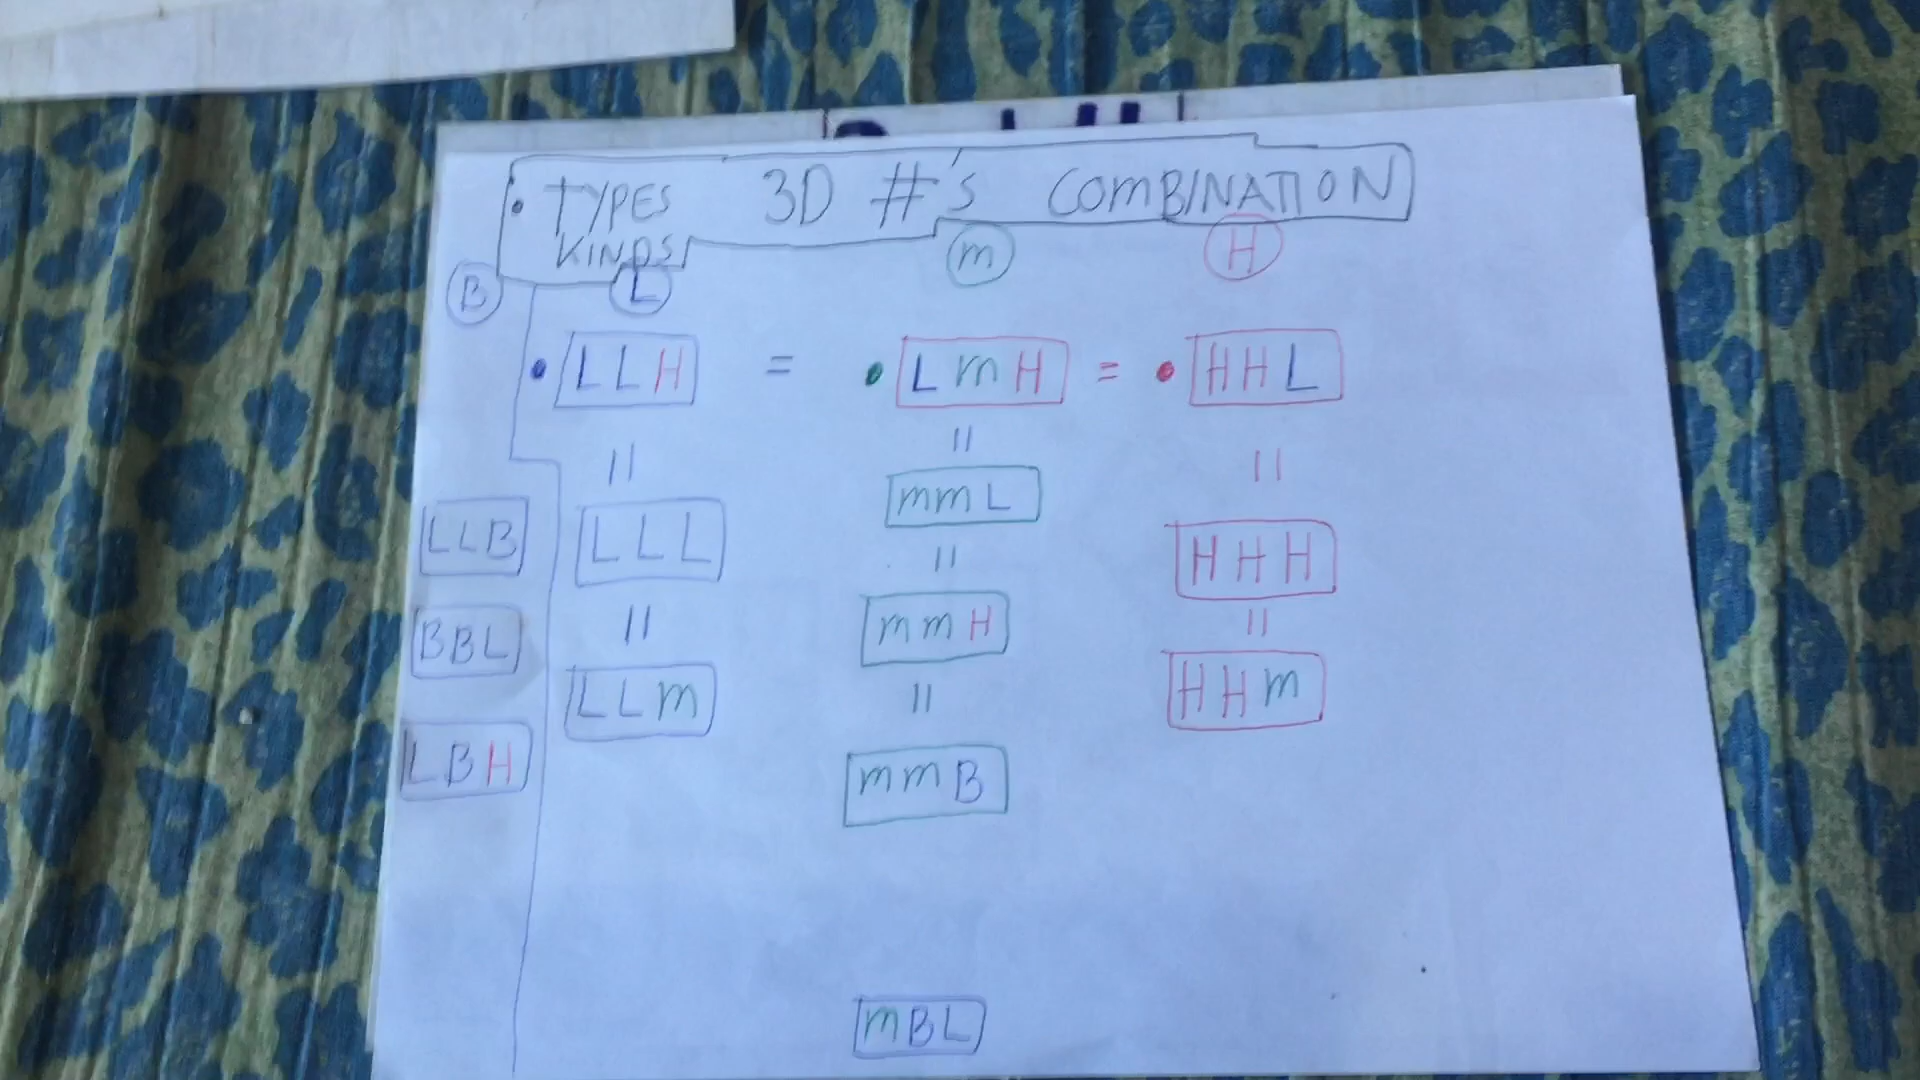 • TYPES 3D #'s COMBINATION
KINDS
B L m H
• LLH = • LmH = • HHL
= = =
LLB LLL mmL HHH
= = =
BBL LLm mmH HHm
=
LBH mmB
mBL